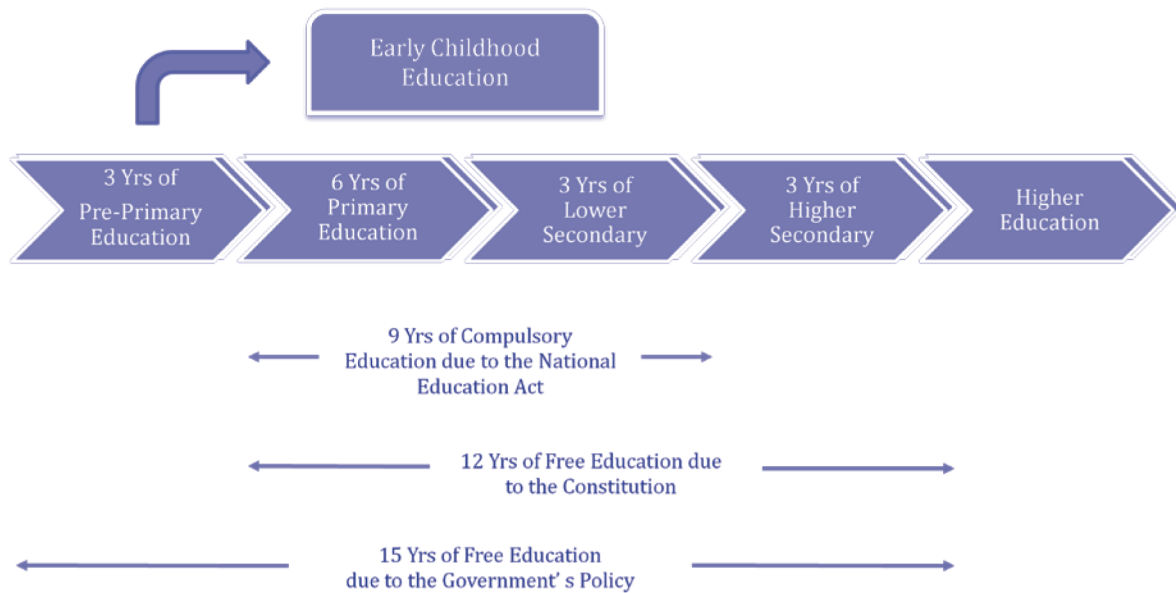 Early Childhood
Education
3 Yrs of
Pre-Primary
Education
6 Yrs of
Primary
Education
3 Yrs of
Lower
Secondary
3 Yrs of
Higher
Secondary
Higher
Education
9 Yrs of Compulsory
Education due to the National
Education Act
12 Yrs of Free Education due
to the Constitution
15 Yrs of Free Education
due to the Government' s Policy